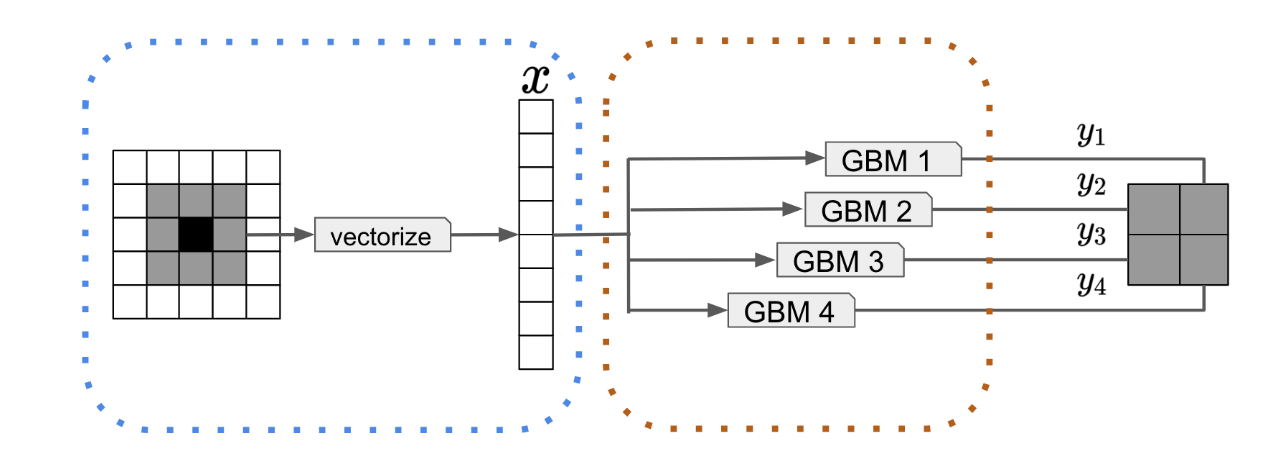 x
vectorize
GBM 1
GBM 2
GBM 3
GBM 4
y₁
y₂
y₃
y₄